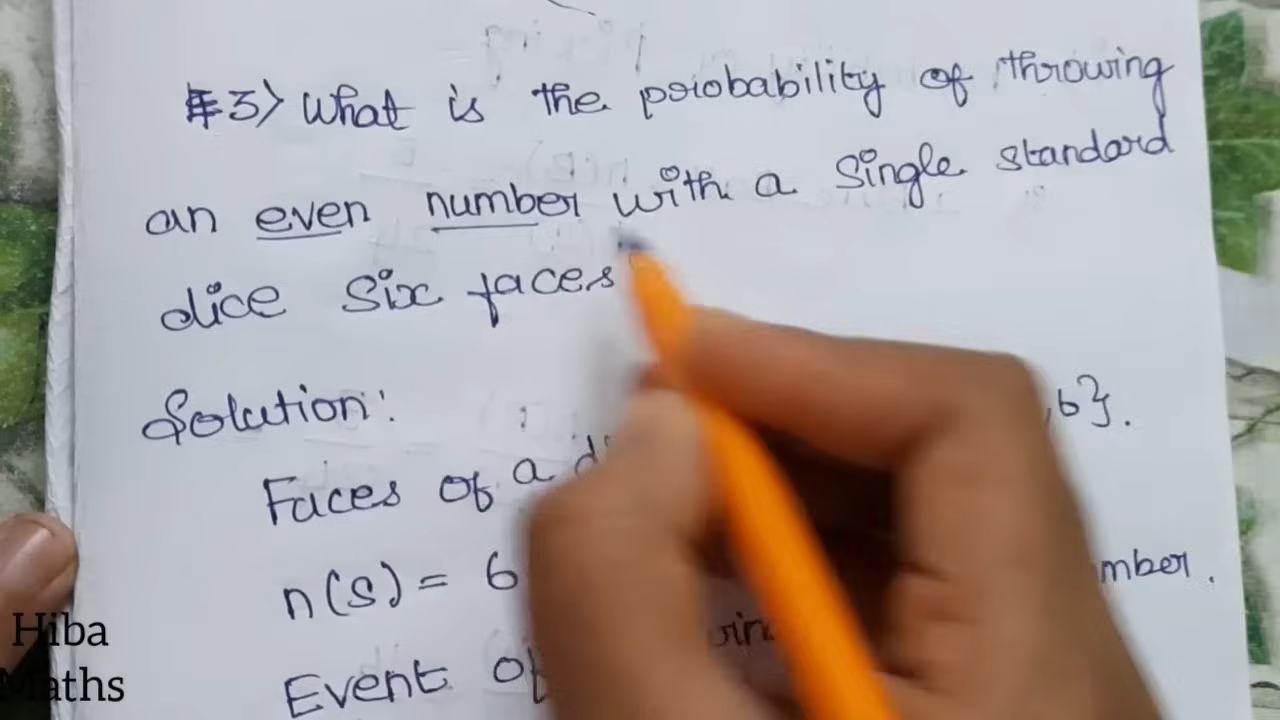 3) What is the probability of throwing
an even number with a single standard
dice six faces
Solution:
Faces of a ,6}.
n(s) = 6 number.
Event of
Hiba
Maths